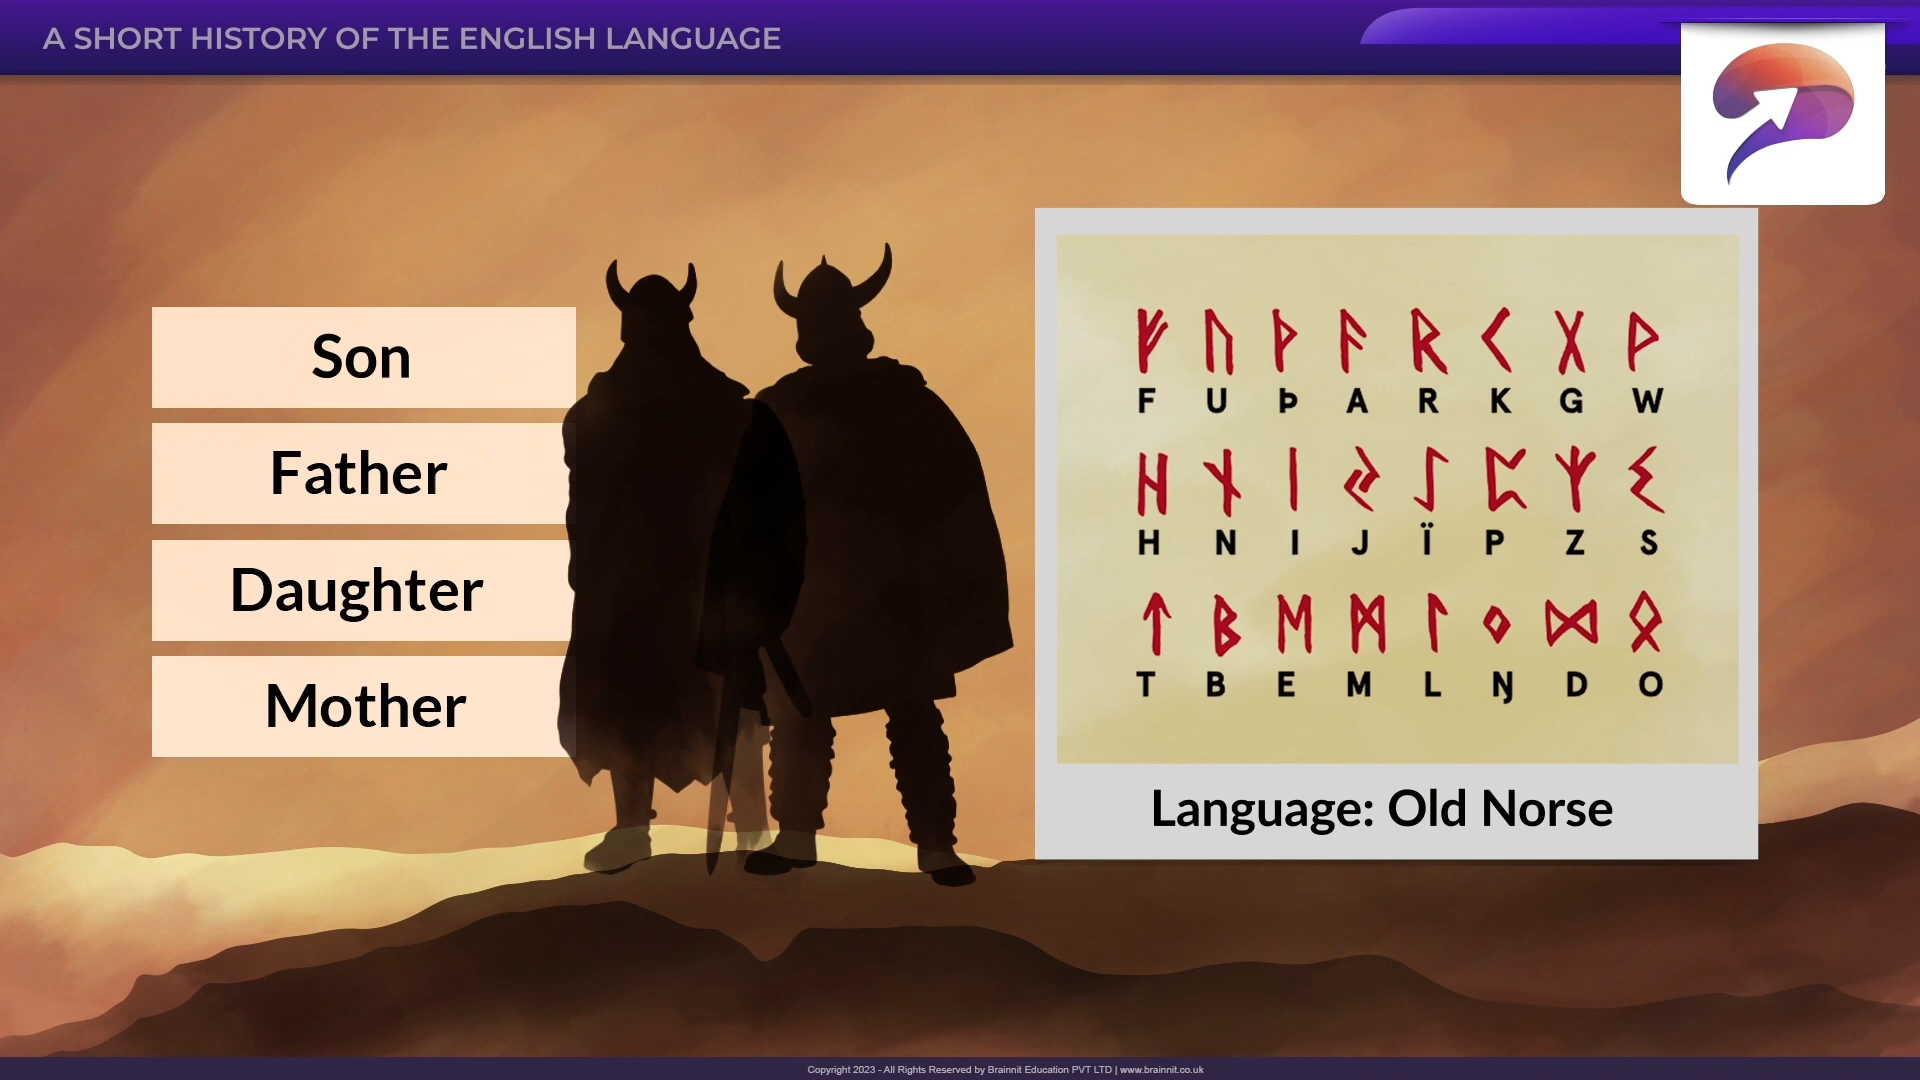 A SHORT HISTORY OF THE ENGLISH LANGUAGE
Son
Father
Daughter
Mother
ᚠ ᚢ ᚦ ᚨ ᚱ ᚲ ᚷ ᚹ
F U Þ A R K G W
ᚺ ᚾ ᛁ ᛃ ᛇ ᛈ ᛉ ᛊ
H N I J Ï P Z S
ᛏ ᛒ ᛖ ᛗ ᛚ ᛜ ᛞ ᛟ
T B E M L Ŋ D O
Language: Old Norse
Copyright 2023 - All Rights Reserved by Brainnit Education PVT LTD | www.brainnit.co.uk